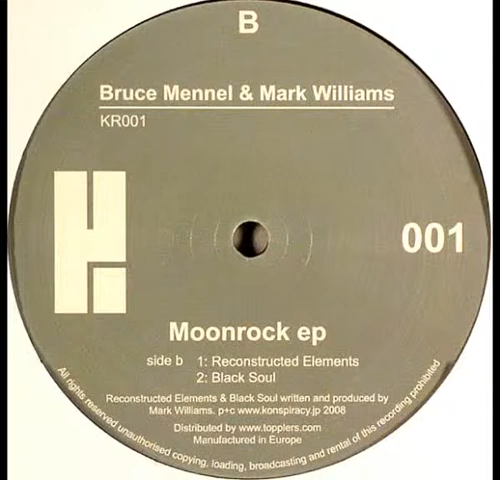 B
Bruce Mennel & Mark Williams
KR001
001
Moonrock ep
side b 1: Reconstructed Elements
2: Black Soul
Reconstructed Elements & Black Soul written and produced by
Mark Williams. p+c www.konspiracy.jp 2008
Distributed by www.topplers.com
Manufactured in Europe
All rights reserved unauthorised copying, loading, broadcasting and rental of this recording prohibited